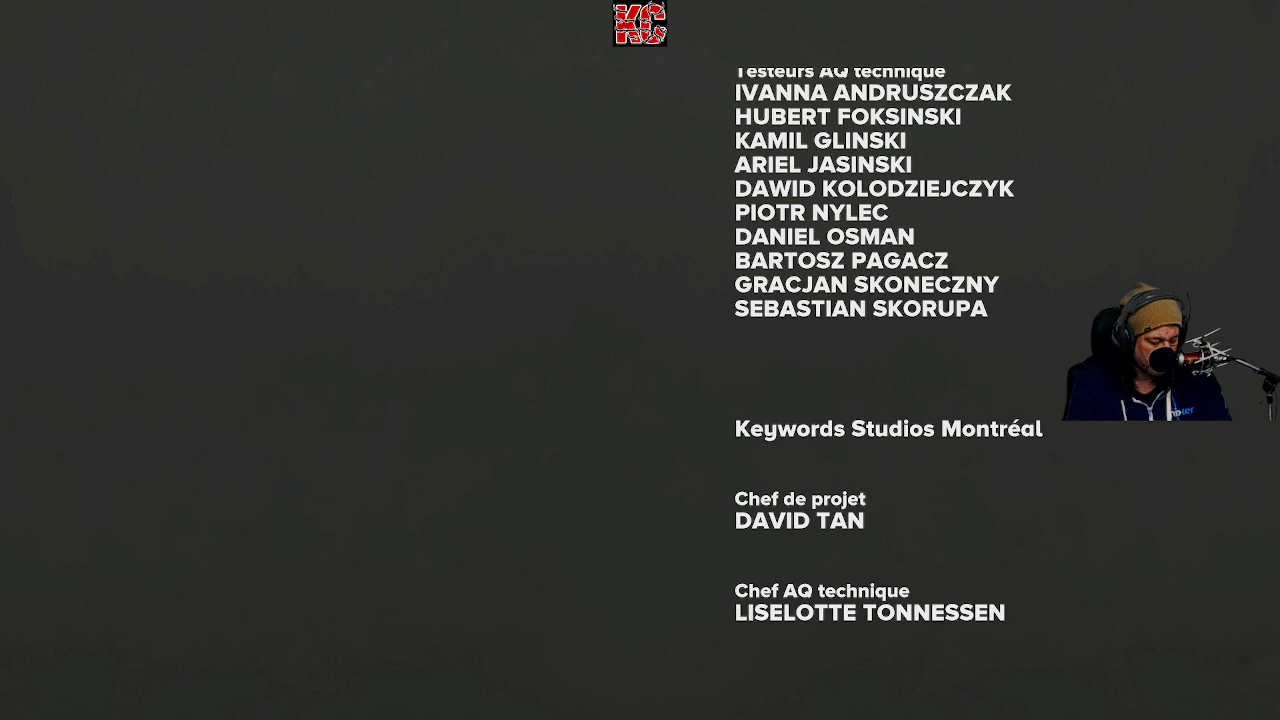 KC
Testeurs AQ technique
IVANNA ANDRUSZCZAK
HUBERT FOKSINSKI
KAMIL GLINSKI
ARIEL JASINSKI
DAWID KOLODZIEJCZYK
PIOTR NYLEC
DANIEL OSMAN
BARTOSZ PAGACZ
GRACJAN SKONECZNY
SEBASTIAN SKORUPA
Keywords Studios Montréal
Chef de projet
DAVID TAN
Chef AQ technique
LISELOTTE TONNESSEN